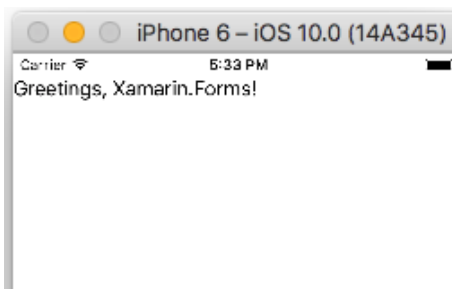 iPhone 6 – iOS 10.0 (14A345)
Carrier 5:33 PM
Greetings, Xamarin.Forms!